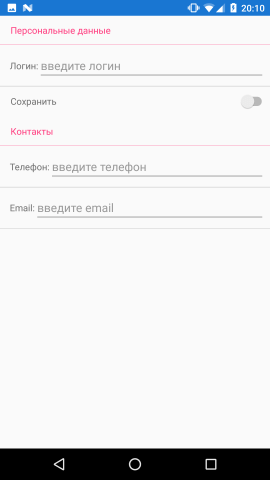 20:10
Персональные данные
Логин: введите логин
Сохранить
Контакты
Телефон: введите телефон
Email: введите email